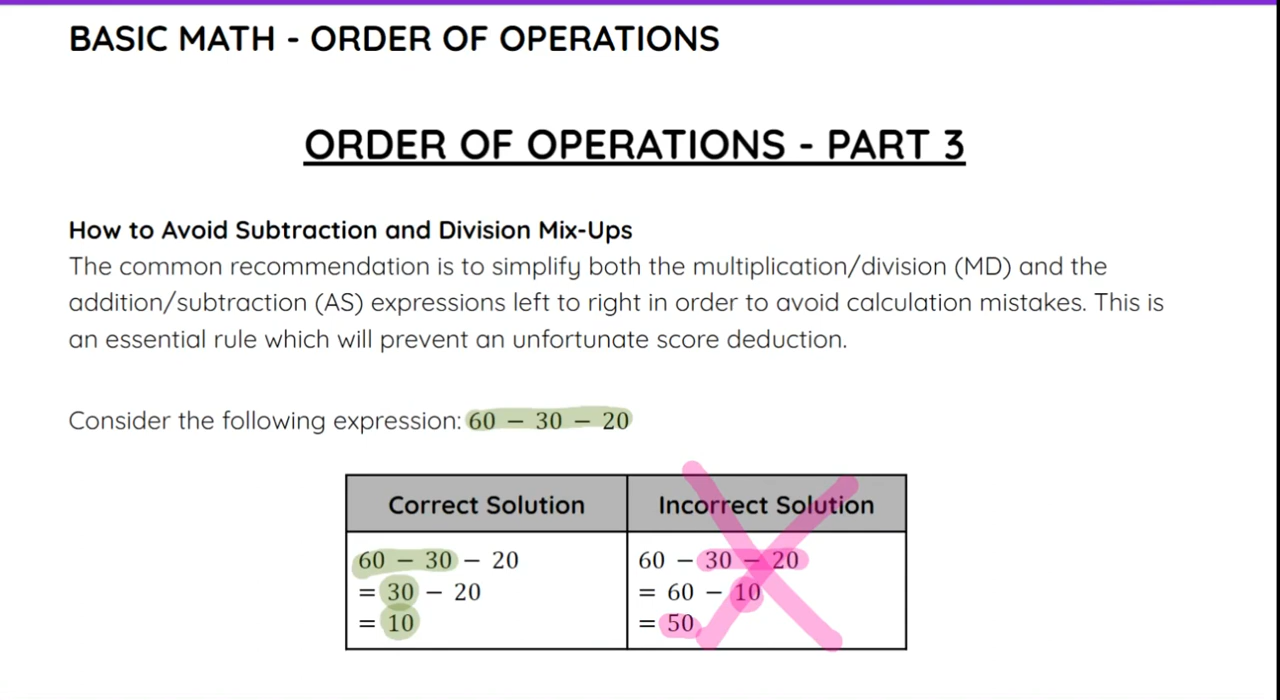 BASIC MATH - ORDER OF OPERATIONS
ORDER OF OPERATIONS - PART 3
How to Avoid Subtraction and Division Mix-Ups
The common recommendation is to simplify both the multiplication/division (MD) and the
addition/subtraction (AS) expressions left to right in order to avoid calculation mistakes. This is
an essential rule which will prevent an unfortunate score deduction.
Consider the following expression: 60 − 30 − 20
Correct Solution
60 − 30 − 20
= 30 − 20
= 10
Incorrect Solution
60 − 30 − 20
= 60 − 10
= 50